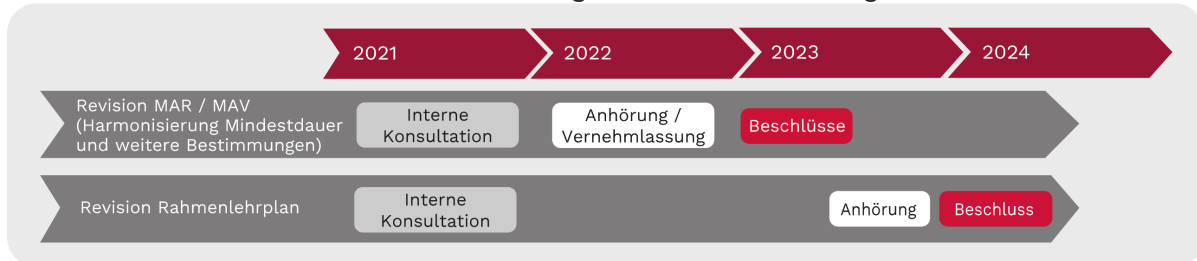 2021
2022
2023
2024
Revision MAR / MAV
(Harmonisierung Mindestdauer
und weitere Bestimmungen)
Interne
Konsultation
Anhörung /
Vernehmlassung
Beschlüsse
Revision Rahmenlehrplan
Interne
Konsultation
Anhörung
Beschluss